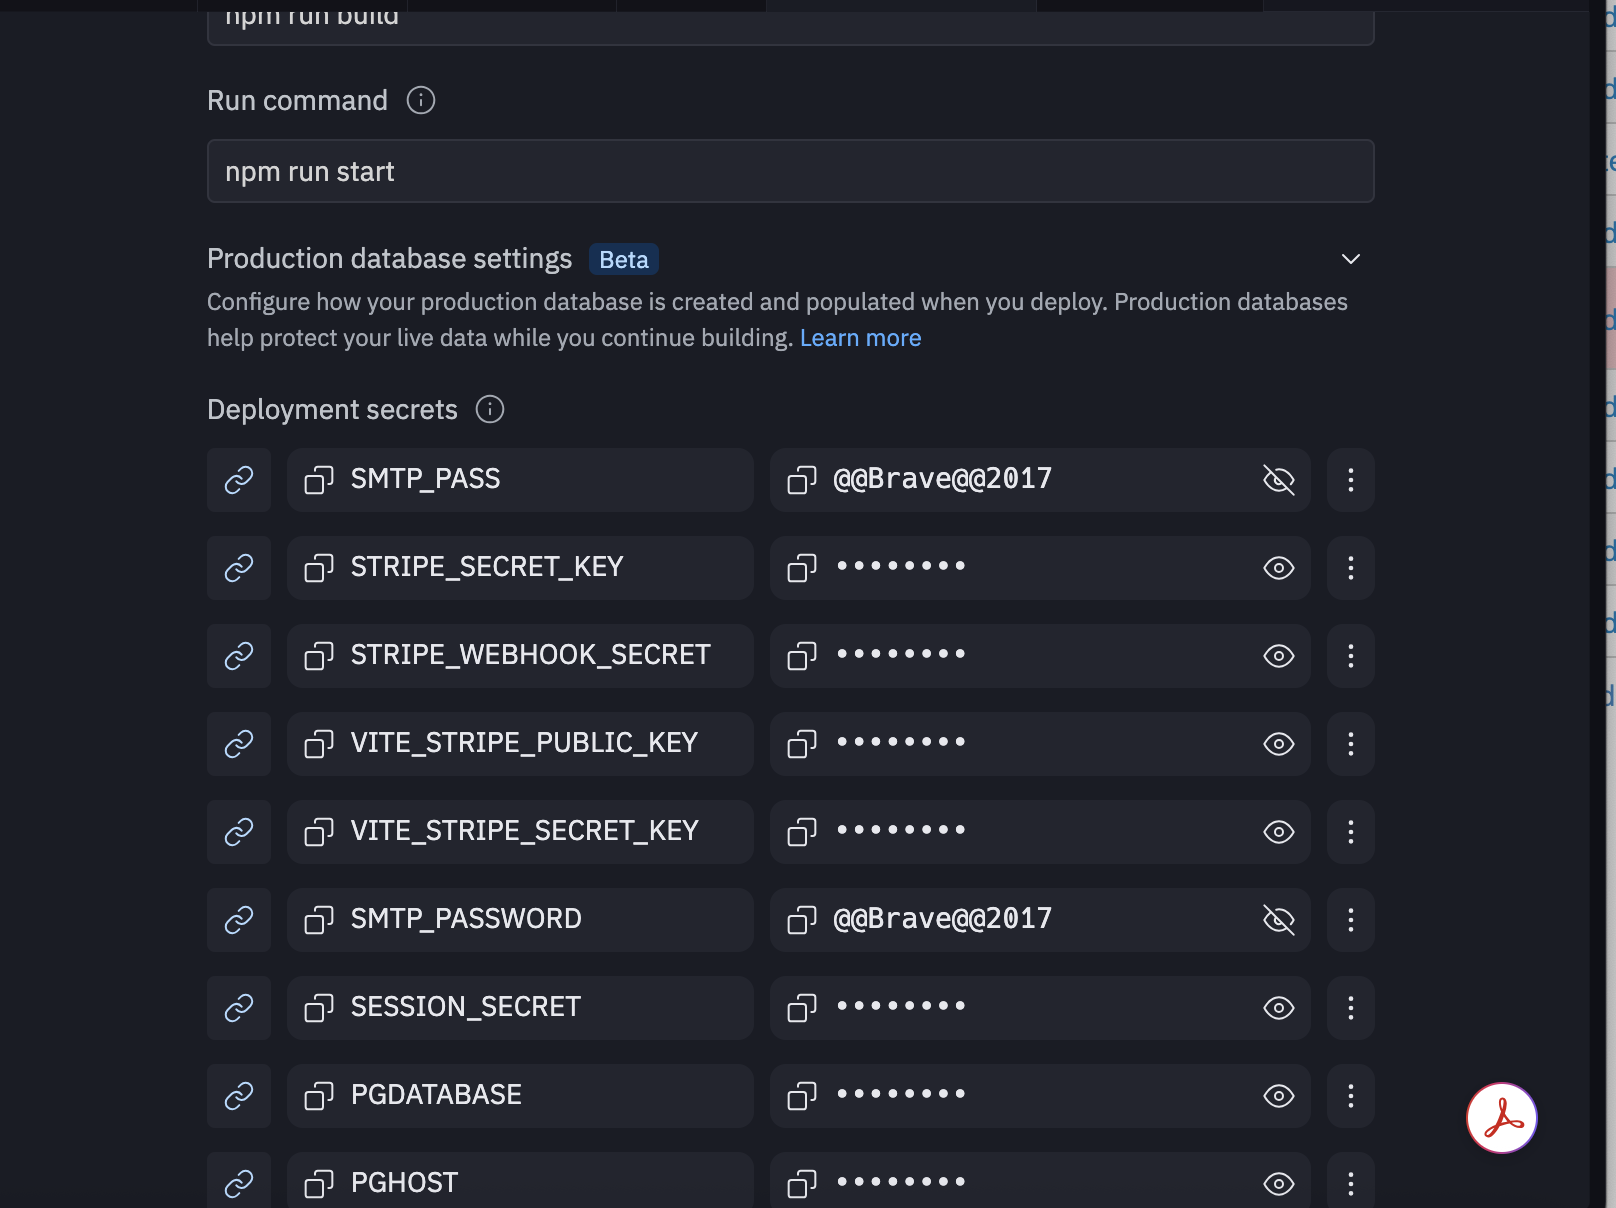 npm run build
Run command
npm run start
Production database settings Beta
Configure how your production database is created and populated when you deploy. Production databases
help protect your live data while you continue building. Learn more
Deployment secrets
SMTP_PASS @@Brave@@2017
STRIPE_SECRET_KEY ••••••••
STRIPE_WEBHOOK_SECRET ••••••••
VITE_STRIPE_PUBLIC_KEY ••••••••
VITE_STRIPE_SECRET_KEY ••••••••
SMTP_PASSWORD @@Brave@@2017
SESSION_SECRET ••••••••
PGDATABASE ••••••••
PGHOST ••••••••